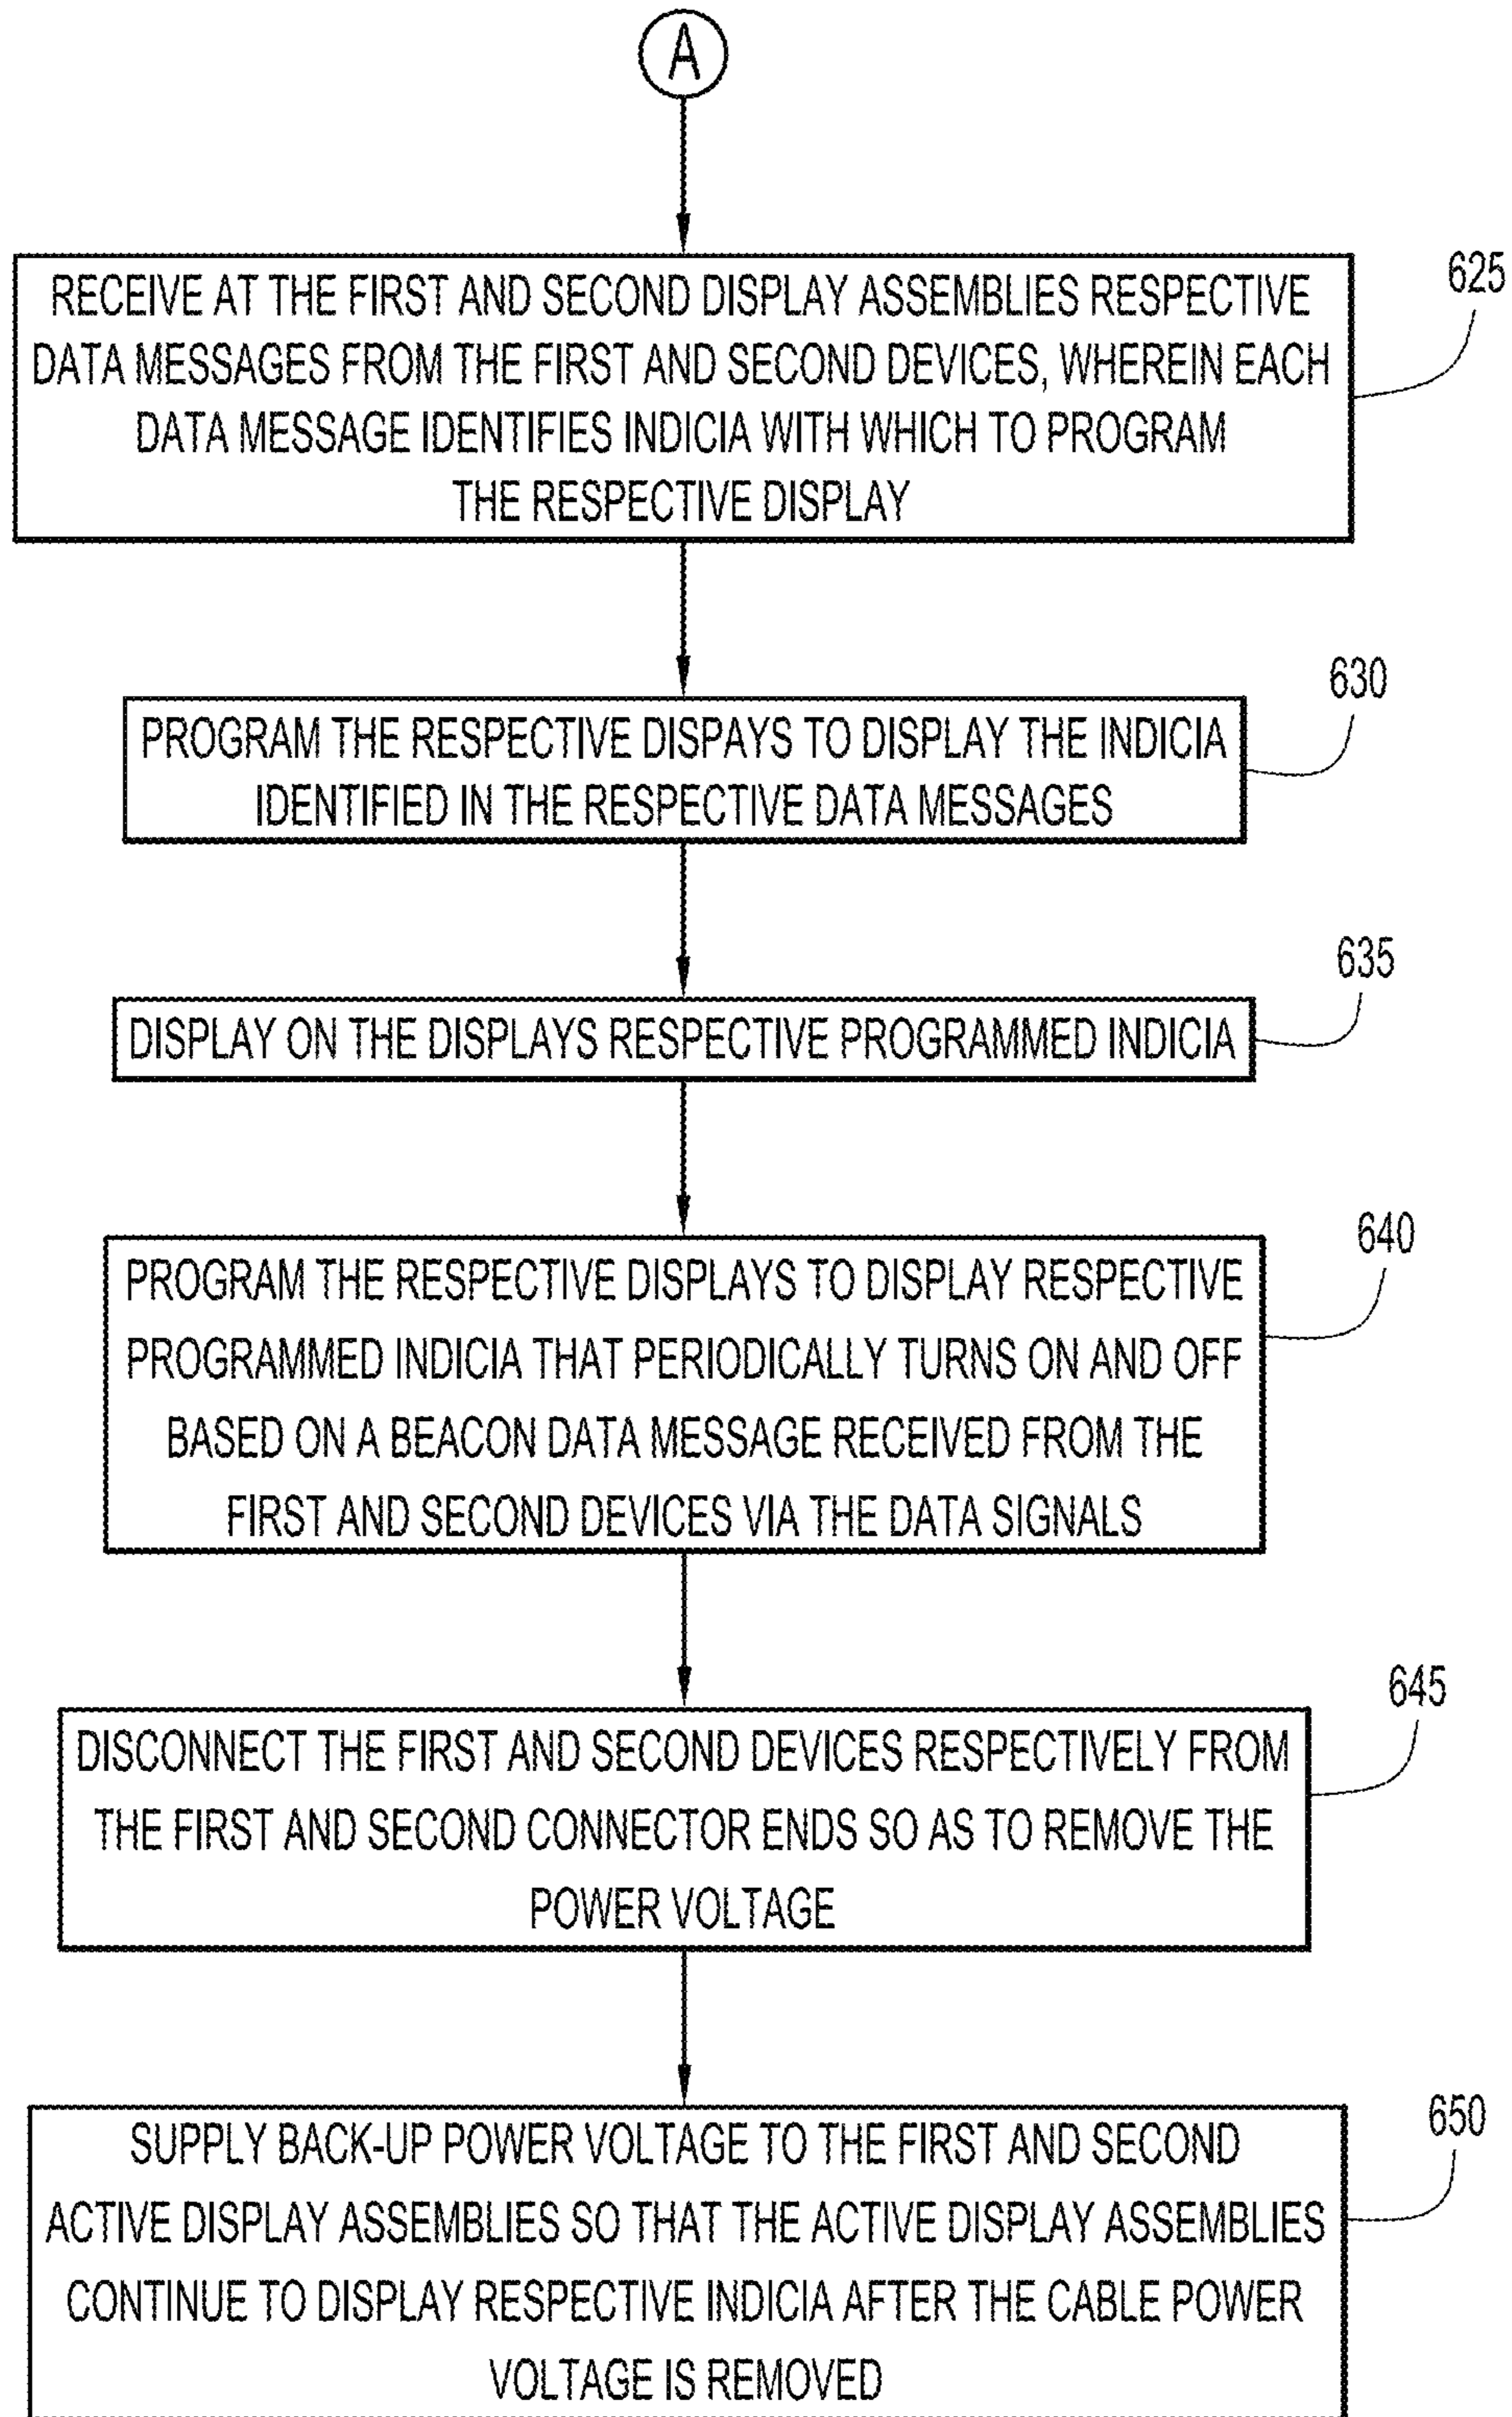 A
RECEIVE AT THE FIRST AND SECOND DISPLAY ASSEMBLIES RESPECTIVE
DATA MESSAGES FROM THE FIRST AND SECOND DEVICES, WHEREIN EACH
DATA MESSAGE IDENTIFIES INDICIA WITH WHICH TO PROGRAM
THE RESPECTIVE DISPLAY
625
PROGRAM THE RESPECTIVE DISPAYS TO DISPLAY THE INDICIA
IDENTIFIED IN THE RESPECTIVE DATA MESSAGES
630
DISPLAY ON THE DISPLAYS RESPECTIVE PROGRAMMED INDICIA
635
PROGRAM THE RESPECTIVE DISPLAYS TO DISPLAY RESPECTIVE
PROGRAMMED INDICIA THAT PERIODICALLY TURNS ON AND OFF
BASED ON A BEACON DATA MESSAGE RECEIVED FROM THE
FIRST AND SECOND DEVICES VIA THE DATA SIGNALS
640
DISCONNECT THE FIRST AND SECOND DEVICES RESPECTIVELY FROM
THE FIRST AND SECOND CONNECTOR ENDS SO AS TO REMOVE THE
POWER VOLTAGE
645
SUPPLY BACK-UP POWER VOLTAGE TO THE FIRST AND SECOND
ACTIVE DISPLAY ASSEMBLIES SO THAT THE ACTIVE DISPLAY ASSEMBLIES
CONTINUE TO DISPLAY RESPECTIVE INDICIA AFTER THE CABLE POWER
VOLTAGE IS REMOVED
650